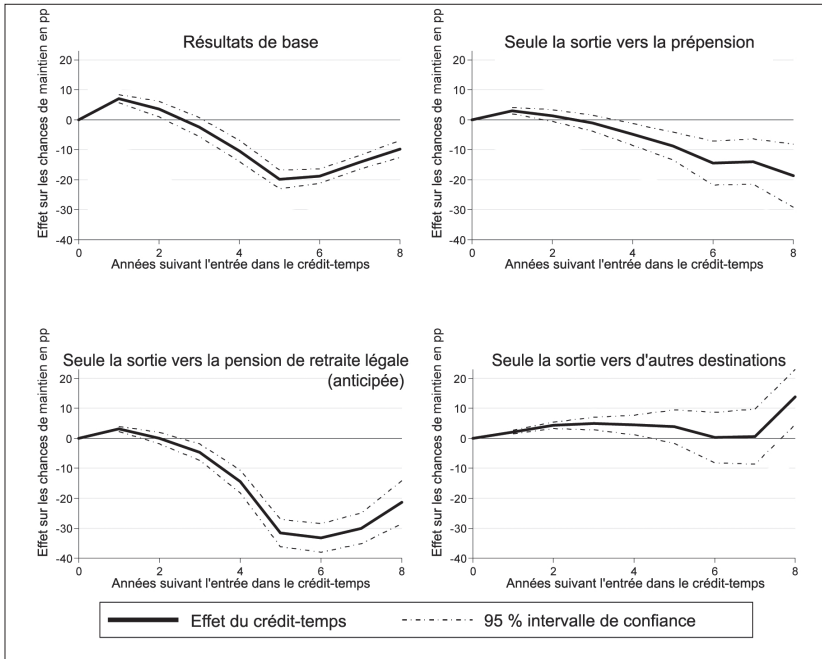 Résultats de base
Effet sur les chances de maintien en pp
20
10
0
-10
-20
-30
-40
0 2 4 6 8
Années suivant l'entrée dans le crédit-temps
Seule la sortie vers la prépension
Effet sur les chances de maintien en pp
20
10
0
-10
-20
-30
-40
0 2 4 6 8
Années suivant l'entrée dans le crédit-temps
Seule la sortie vers la pension de retraite légale
(anticipée)
Effet sur les chances de maintien en pp
20
10
0
-10
-20
-30
-40
0 2 4 6 8
Années suivant l'entrée dans le crédit-temps
Seule la sortie vers d'autres destinations
Effet sur les chances de maintien en pp
20
10
0
-10
-20
-30
-40
0 2 4 6 8
Années suivant l'entrée dans le crédit-temps
Effet du crédit-temps 95 % intervalle de confiance